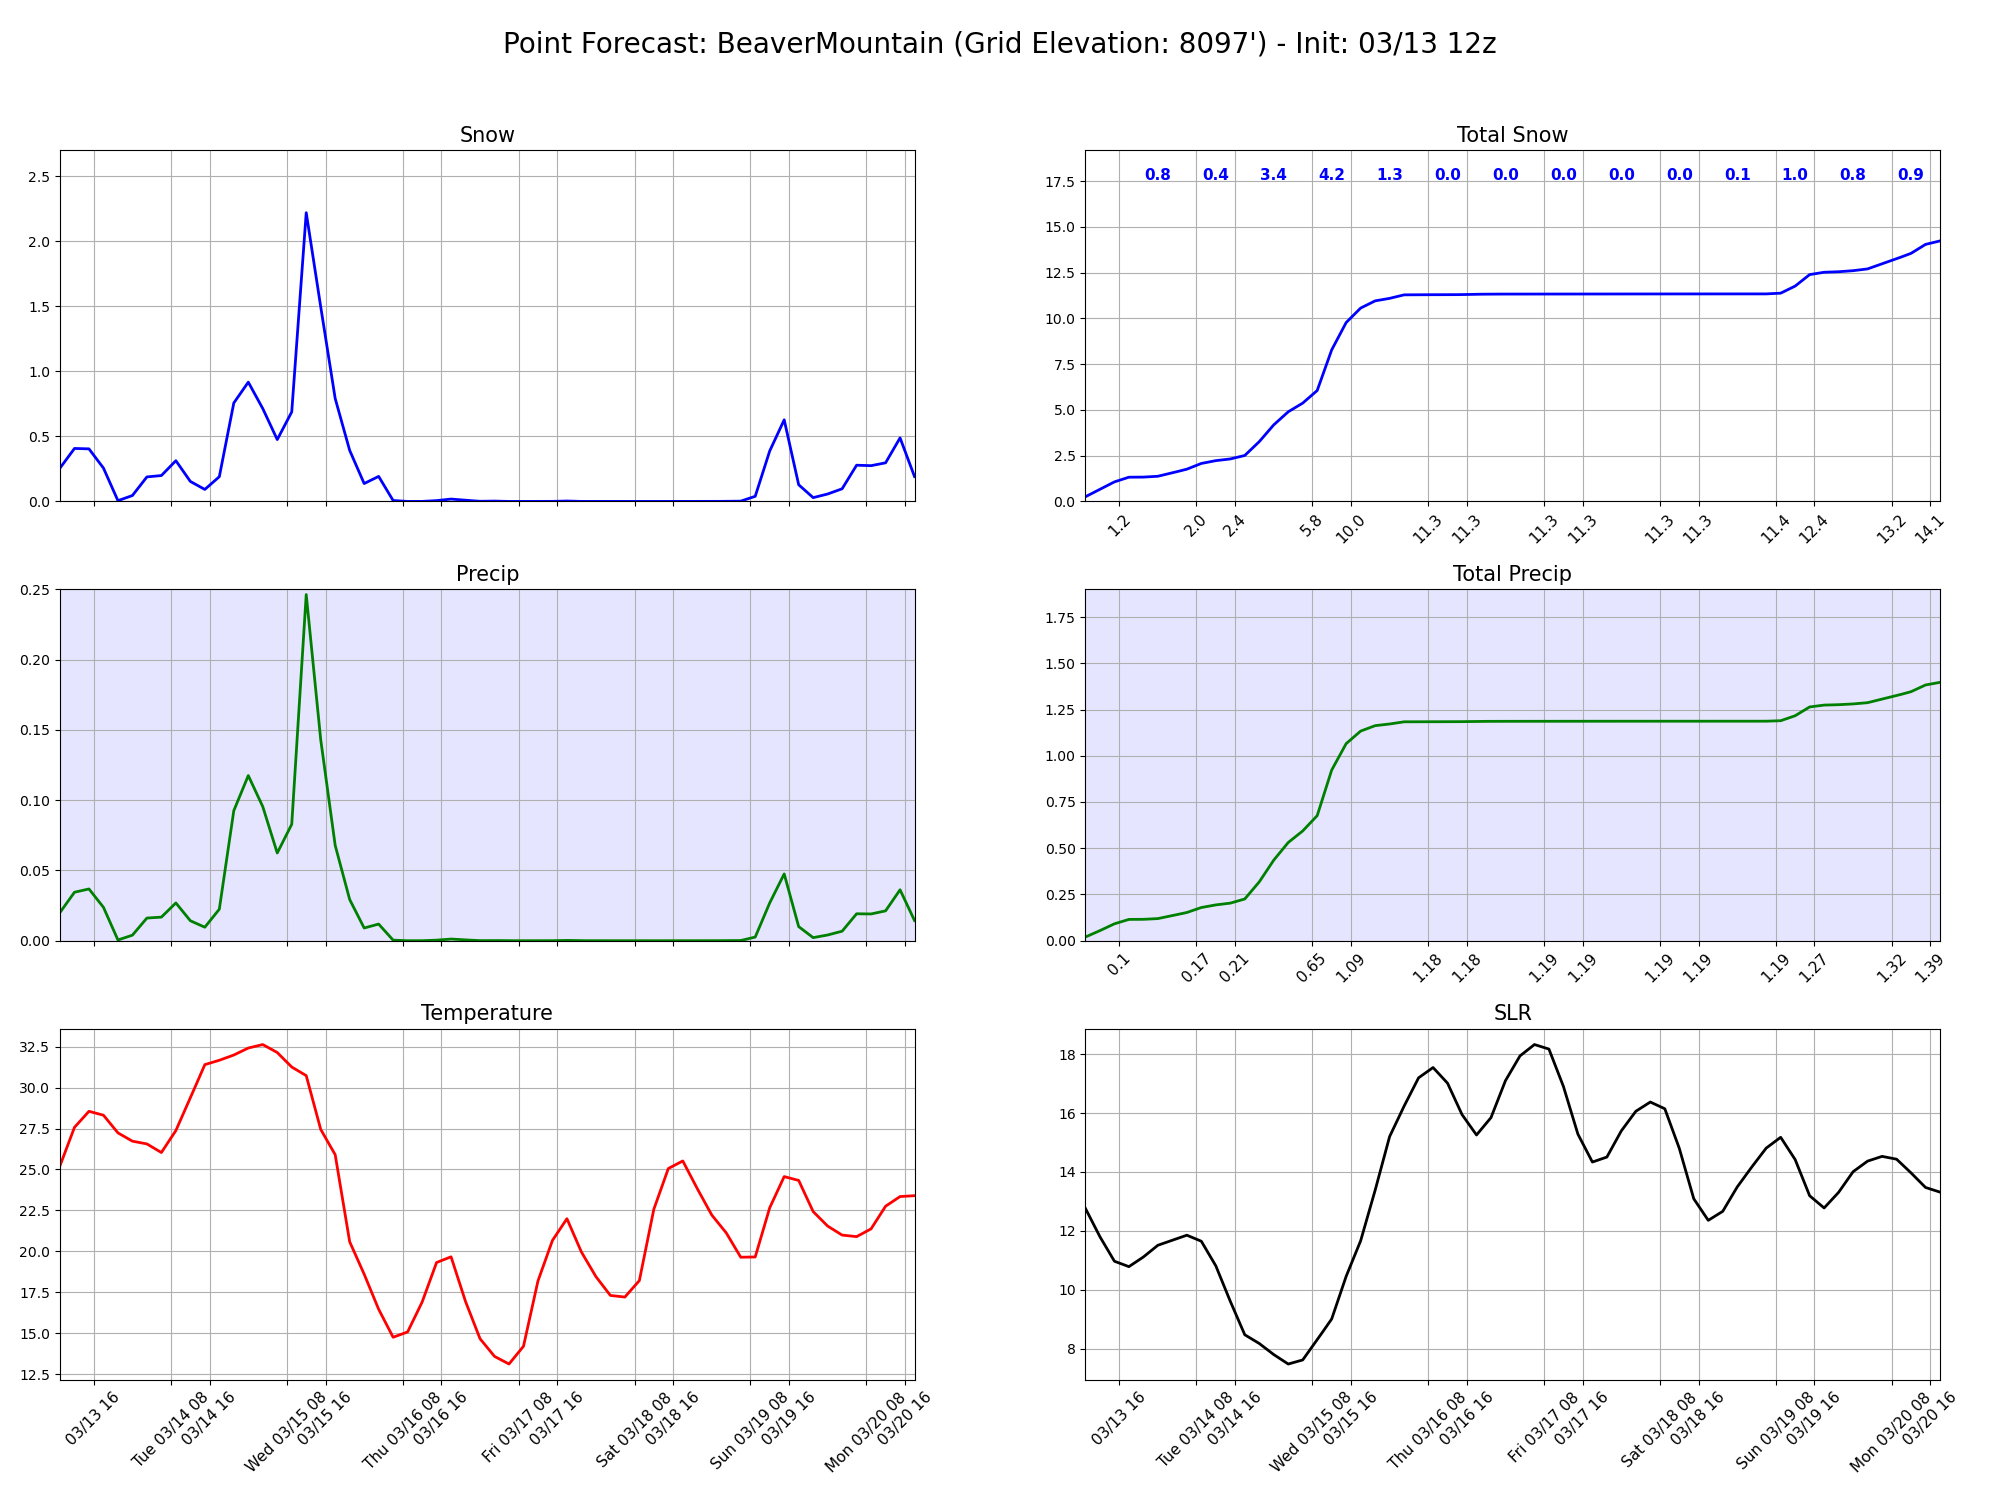 Point Forecast: BeaverMountain (Grid Elevation: 8097') - Init: 03/13 12z
Snow
2.5
2.0
1.5
1.0
0.5
0.0
Total Snow
0.8 0.4 3.4 4.2 1.3 0.0 0.0 0.0 0.0 0.0 0.1 1.0 0.8 0.9
17.5
15.0
12.5
10.0
7.5
5.0
2.5
0.0
1.2 2.0 2.4 5.8 10.0 11.3 11.3 11.3 11.3 11.3 11.3 11.4 12.4 13.2 14.1
Precip
0.25
0.20
0.15
0.10
0.05
0.00
Total Precip
1.75
1.50
1.25
1.00
0.75
0.50
0.25
0.00
0.1 0.17 0.21 0.65 1.09 1.18 1.18 1.19 1.19 1.19 1.19 1.19 1.27 1.32 1.39
Temperature
32.5
30.0
27.5
25.0
22.5
20.0
17.5
15.0
12.5
03/13 16
Tue 03/14 08
03/14 16
Wed 03/15 08
03/15 16
Thu 03/16 08
03/16 16
Fri 03/17 08
03/17 16
Sat 03/18 08
03/18 16
Sun 03/19 08
03/19 16
Mon 03/20 08
03/20 16
SLR
18
16
14
12
10
8
03/13 16
Tue 03/14 08
03/14 16
Wed 03/15 08
03/15 16
Thu 03/16 08
03/16 16
Fri 03/17 08
03/17 16
Sat 03/18 08
03/18 16
Sun 03/19 08
03/19 16
Mon 03/20 08
03/20 16